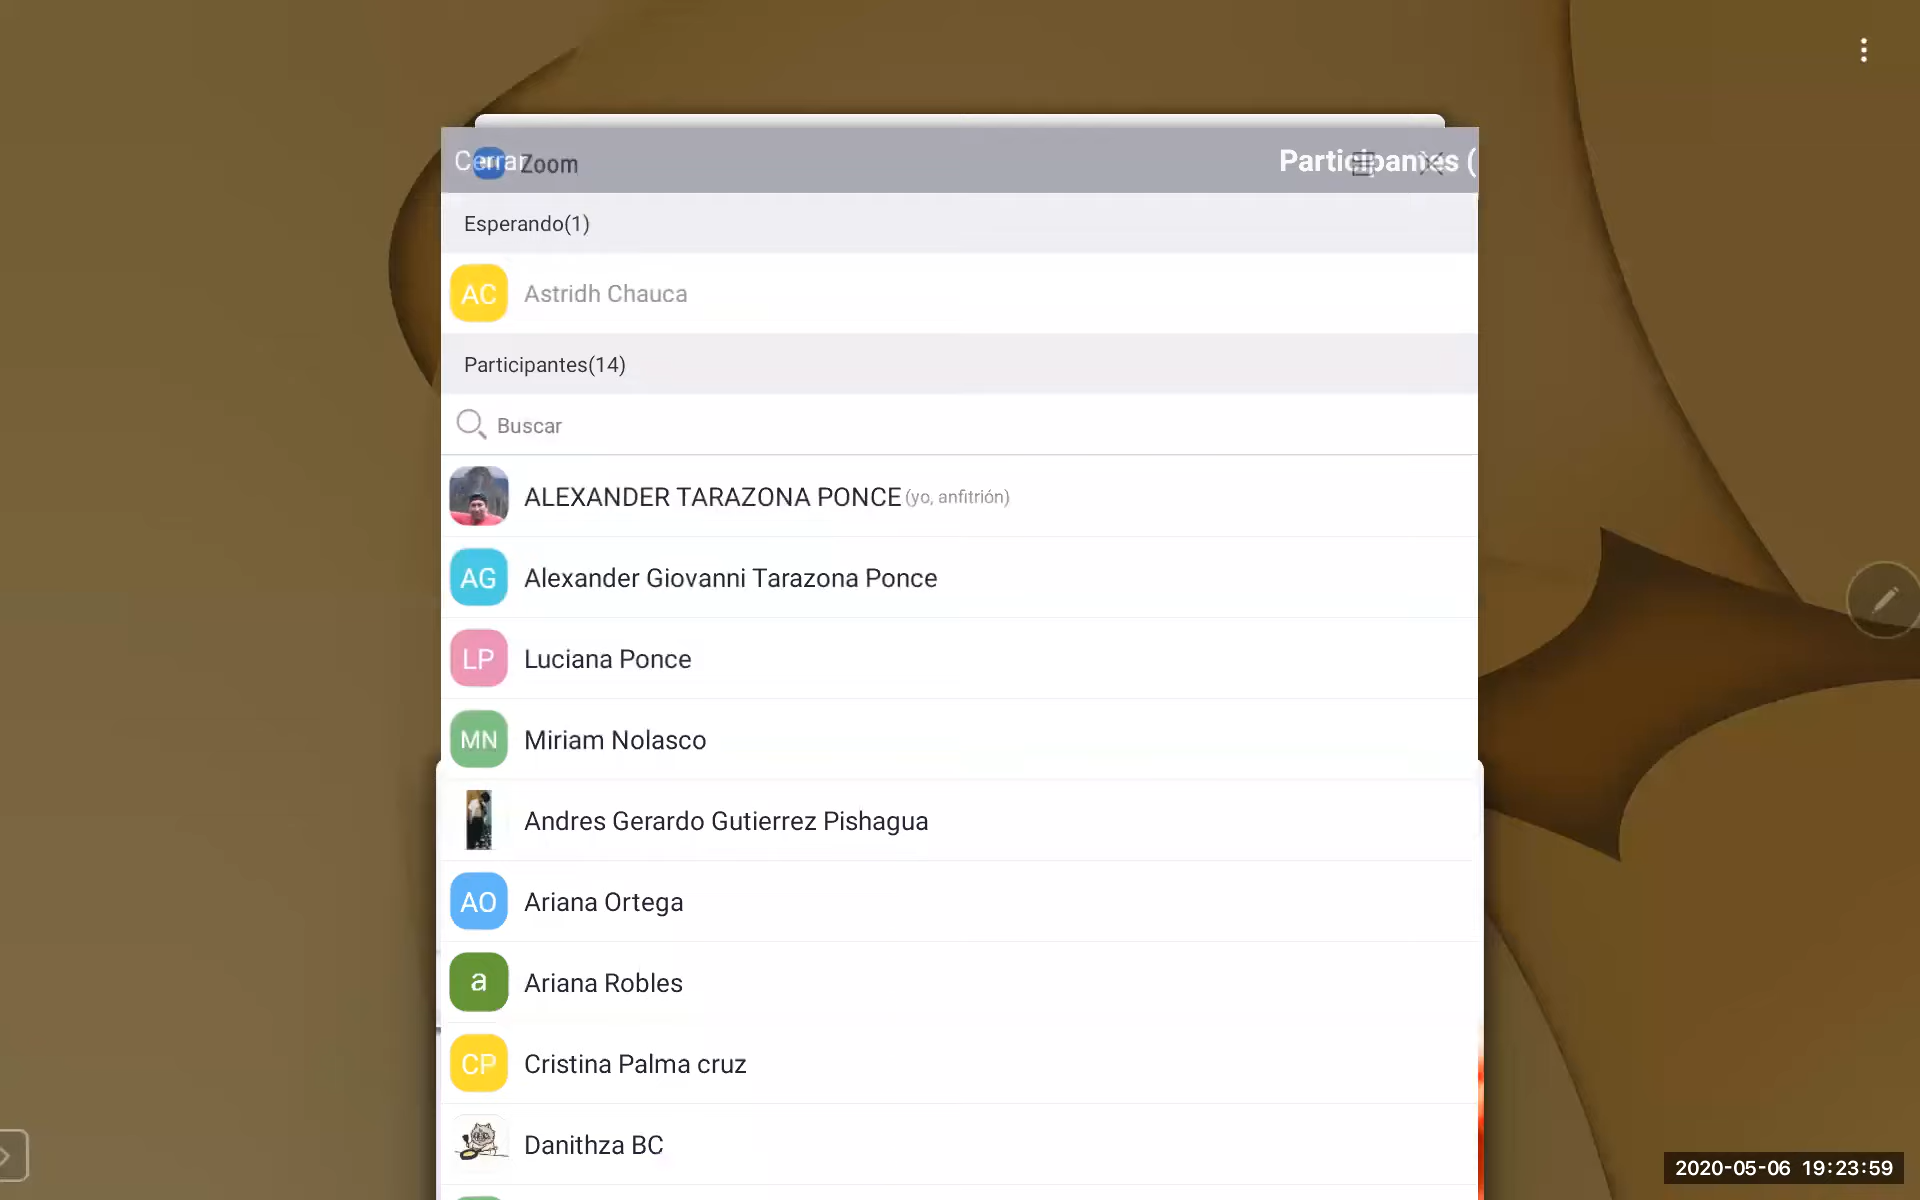 Cerrar
Zoom
Participantes (
Esperando(1)
AC Astridh Chauca
Participantes(14)
Buscar
ALEXANDER TARAZONA PONCE (yo, anfitrión)
AG Alexander Giovanni Tarazona Ponce
LP Luciana Ponce
MN Miriam Nolasco
Andres Gerardo Gutierrez Pishagua
AO Ariana Ortega
a Ariana Robles
CP Cristina Palma cruz
Danithza BC
2020-05-06 19:23:59